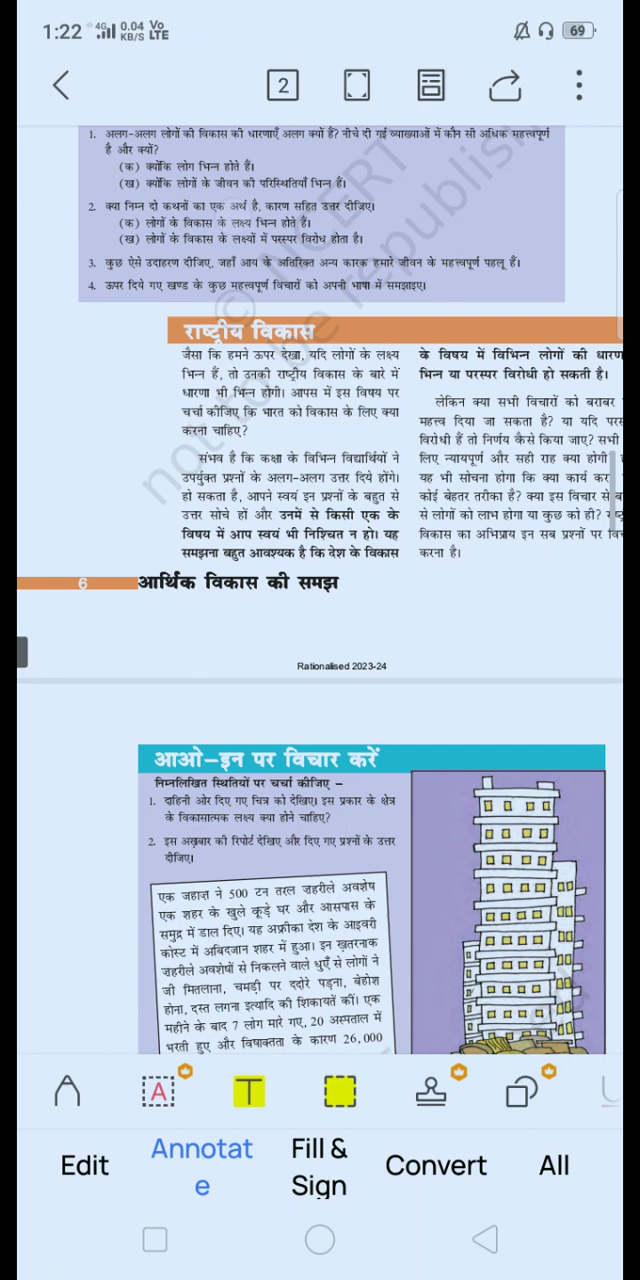 1:22 4G 0.04 KB/S Vo LTE 69
2
1. अलग-अलग लोगों की विकास की धारणाएँ अलग क्यों हैं? नीचे दी गई व्याख्याओं में कौन सी अधिक महत्त्वपूर्ण
है और क्यों?
(क) क्योंकि लोग भिन्न होते हैं।
(ख) क्योंकि लोगों के जीवन की परिस्थितियाँ भिन्न हैं।
2. क्या निम्न दो कथनों का एक अर्थ है, कारण सहित उत्तर दीजिए।
(क) लोगों के विकास के लक्ष्य भिन्न होते हैं।
(ख) लोगों के विकास के लक्ष्यों में परस्पर विरोध होता है।
3. कुछ ऐसे उदाहरण दीजिए, जहाँ आय के अतिरिक्त अन्य कारक हमारे जीवन के महत्त्वपूर्ण पहलू हैं।
4. ऊपर दिये गए खण्ड के कुछ महत्त्वपूर्ण विचारों को अपनी भाषा में समझाइए।
© NCERT
not to be republish
राष्ट्रीय विकास
जैसा कि हमने ऊपर देखा, यदि लोगों के लक्ष्य
भिन्न हैं, तो उनकी राष्ट्रीय विकास के बारे में
धारणा भी भिन्न होगी। आपस में इस विषय पर
चर्चा कीजिए कि भारत को विकास के लिए क्या
करना चाहिए?
संभव है कि कक्षा के विभिन्न विद्यार्थियों ने
उपर्युक्त प्रश्नों के अलग-अलग उत्तर दिये होंगे।
हो सकता है, आपने स्वयं इन प्रश्नों के बहुत से
उत्तर सोचे हों और उनमें से किसी एक के
विषय में आप स्वयं भी निश्चित न हो। यह
समझना बहुत आवश्यक है कि देश के विकास
के विषय में विभिन्न लोगों की धारण
भिन्न या परस्पर विरोधी हो सकती है।
लेकिन क्या सभी विचारों को बराबर
महत्त्व दिया जा सकता है? या यदि परस
विरोधी हैं तो निर्णय कैसे किया जाए? सभी
लिए न्यायपूर्ण और सही राह क्या होगी
यह भी सोचना होगा कि क्या कार्य कर
कोई बेहतर तरीका है? क्या इस विचार से ब
से लोगों को लाभ होगा या कुछ को ही?
विकास का अभिप्राय इन सब प्रश्नों पर विच
करना है।
6 आर्थिक विकास की समझ
Rationalised 2023-24
आओ–इन पर विचार करें
निम्नलिखित स्थितियों पर चर्चा कीजिए –
1. दाहिनी ओर दिए गए चित्र को देखिए। इस प्रकार के क्षेत्र
के विकासात्मक लक्ष्य क्या होने चाहिए?
2. इस अख़बार की रिपोर्ट देखिए और दिए गए प्रश्नों के उत्तर
दीजिए।
एक जहाज़ ने 500 टन तरल ज़हरीले अवशेष
एक शहर के खुले कूड़े घर और आसपास के
समुद्र में डाल दिए। यह अफ्रीका देश के आइवरी
कोस्ट में अबिदजान शहर में हुआ। इन ख़तरनाक
ज़हरीले अवशेषों से निकलने वाले धुएँ से लोगों ने
जी मितलाना, चमड़ी पर ददोरे पड़ना, बेहोश
होना, दस्त लगना इत्यादि की शिकायतें कीं। एक
महीने के बाद 7 लोग मारे गए, 20 अस्पताल में
भरती हुए और विषाक्तता के कारण 26,000
A T
Edit
Annotate
Fill & Sign
Convert
All